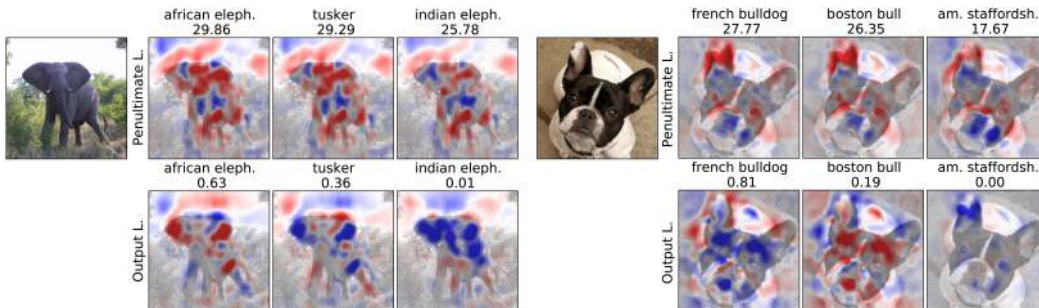 african eleph. tusker indian eleph.
29.86 29.29 25.78
Penultimate L.
african eleph. tusker indian eleph.
0.63 0.36 0.01
Output L.
french bulldog boston bull am. staffordsh.
27.77 26.35 17.67
Penultimate L.
french bulldog boston bull am. staffordsh.
0.81 0.19 0.00
Output L.